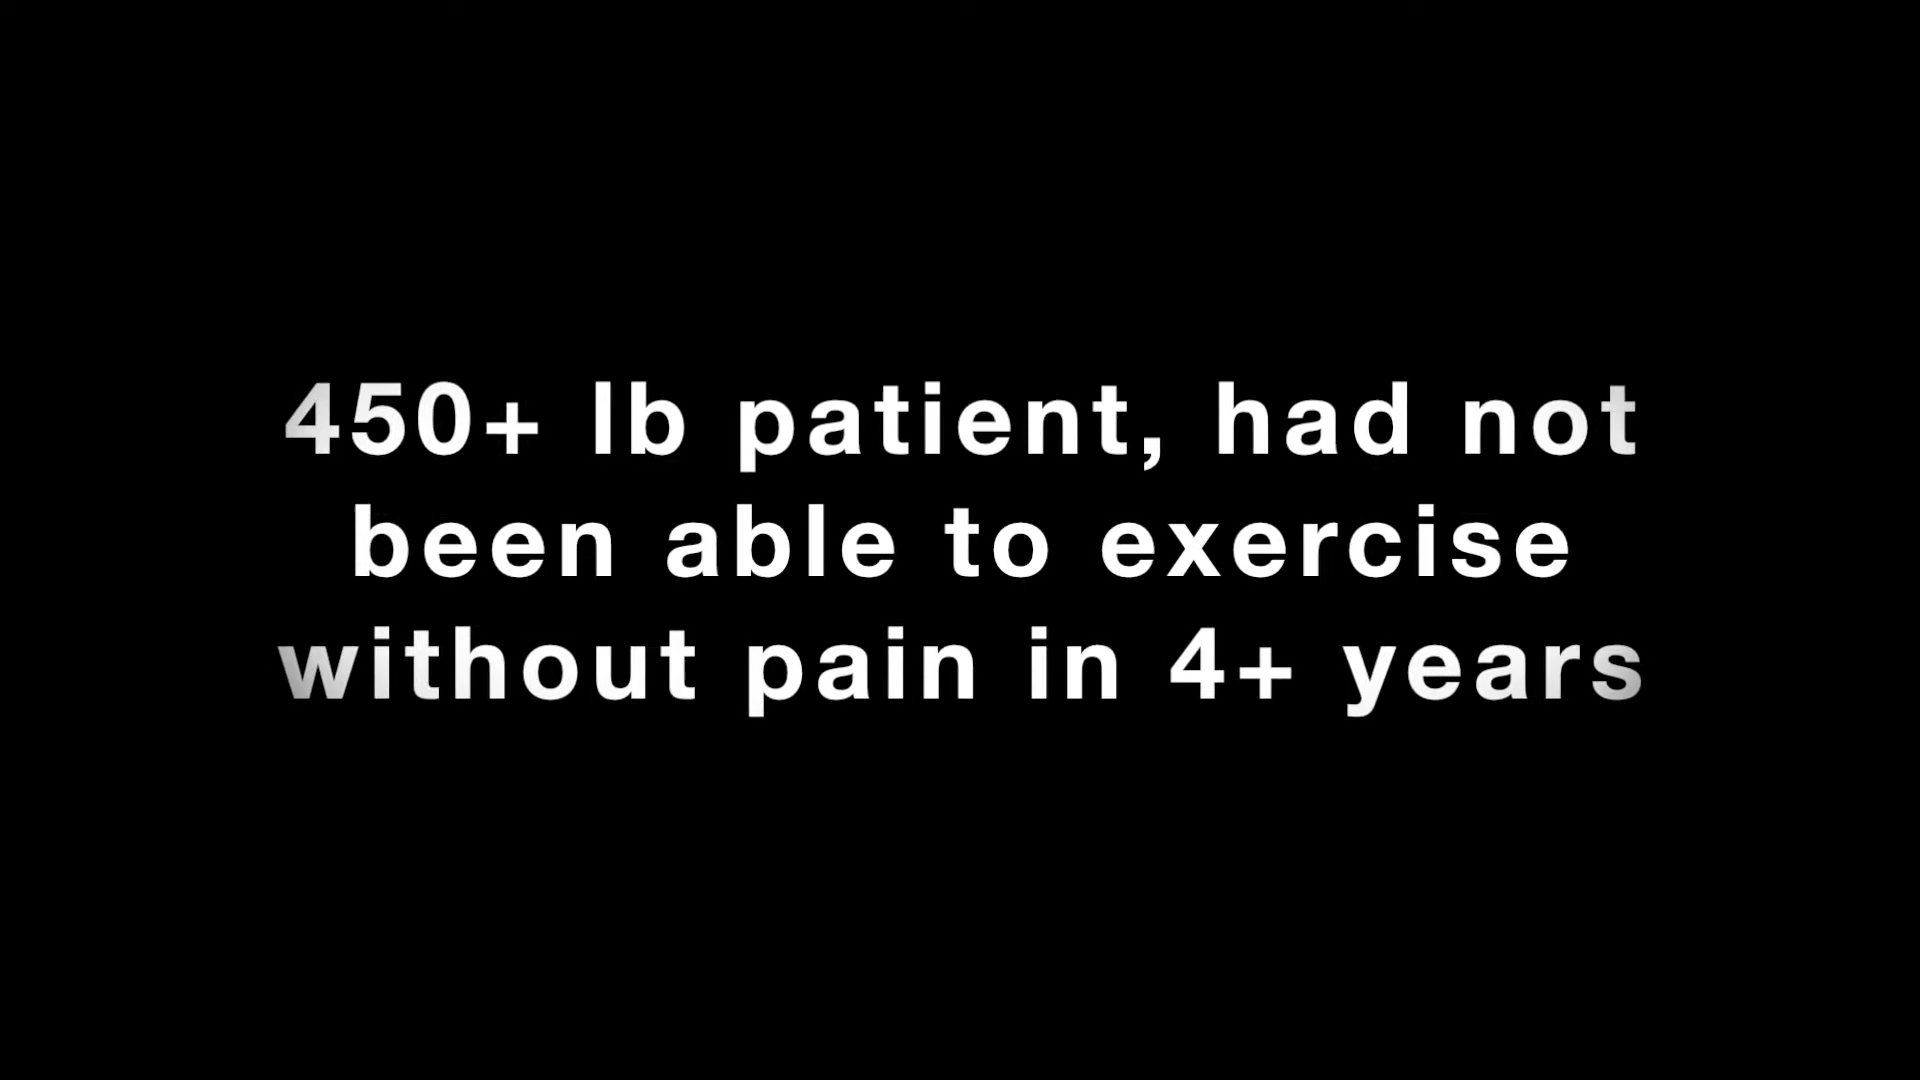 450+ lb patient, had not
been able to exercise
without pain in 4+ years